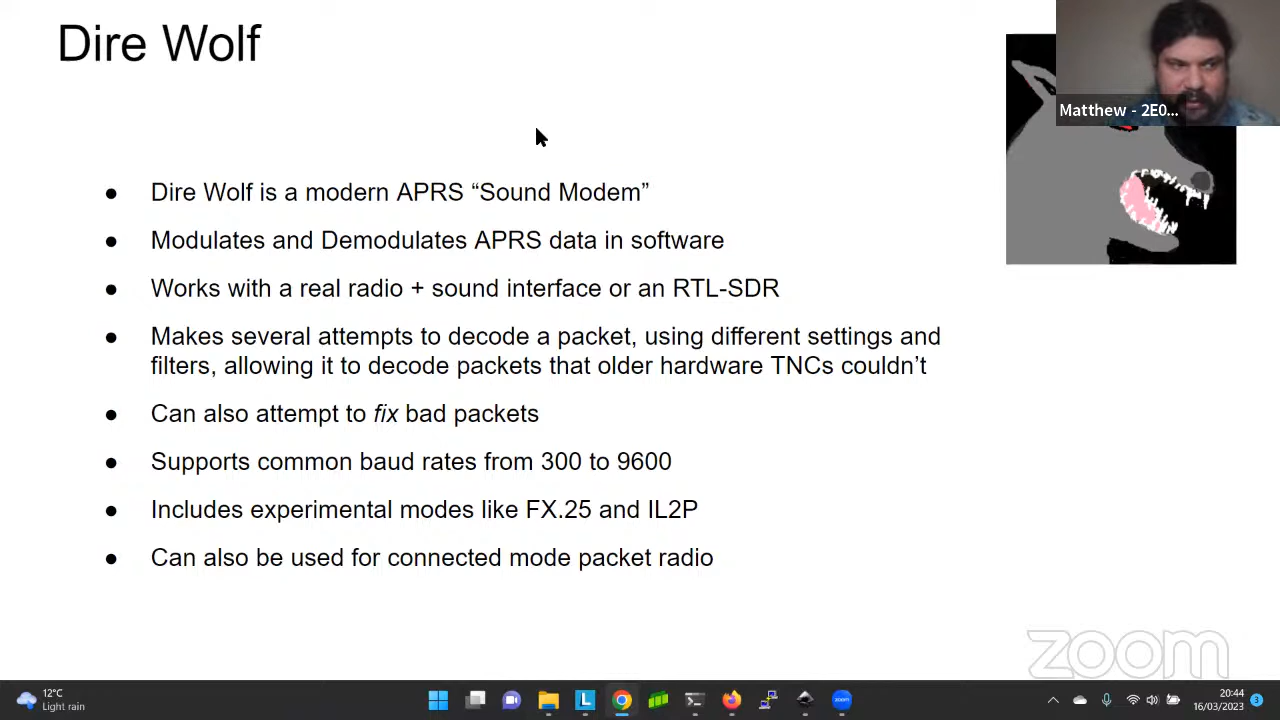 Dire Wolf
Matthew - 2E0...
● Dire Wolf is a modern APRS “Sound Modem”
● Modulates and Demodulates APRS data in software
● Works with a real radio + sound interface or an RTL-SDR
● Makes several attempts to decode a packet, using different settings and
filters, allowing it to decode packets that older hardware TNCs couldn’t
● Can also attempt to fix bad packets
● Supports common baud rates from 300 to 9600
● Includes experimental modes like FX.25 and IL2P
● Can also be used for connected mode packet radio
zoom
12°C
Light rain
L
zoom
20:44
16/03/2023
3